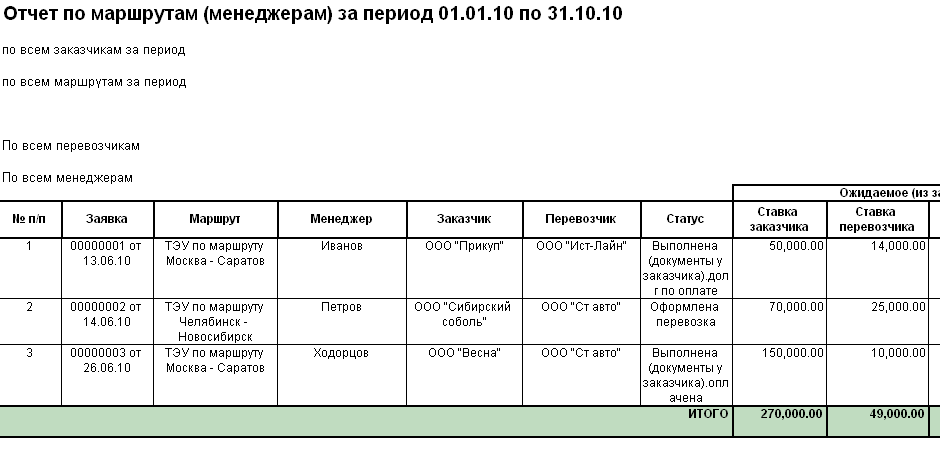 Отчет по маршрутам (менеджерам) за период 01.01.10 по 31.10.10
по всем заказчикам за период
по всем маршрутам за период
По всем перевозчикам
По всем менеджерам
Ожидаемое (из за
№ п/п Заявка Маршрут Менеджер Заказчик Перевозчик Статус Ставка заказчика Ставка перевозчика
1 00000001 от 13.06.10 ТЭУ по маршруту Москва - Саратов Иванов ООО "Прикуп" ООО "Ист-Лайн" Выполнена (документы у заказчика).долг по оплате 50,000.00 14,000.00
2 00000002 от 14.06.10 ТЭУ по маршруту Челябинск - Новосибирск Петров ООО "Сибирский соболь" ООО "Ст авто" Оформлена перевозка 70,000.00 25,000.00
3 00000003 от 26.06.10 ТЭУ по маршруту Москва - Саратов Ходорцов ООО "Весна" ООО "Ст авто" Выполнена (документы у заказчика).оплачена 150,000.00 10,000.00
ИТОГО 270,000.00 49,000.00